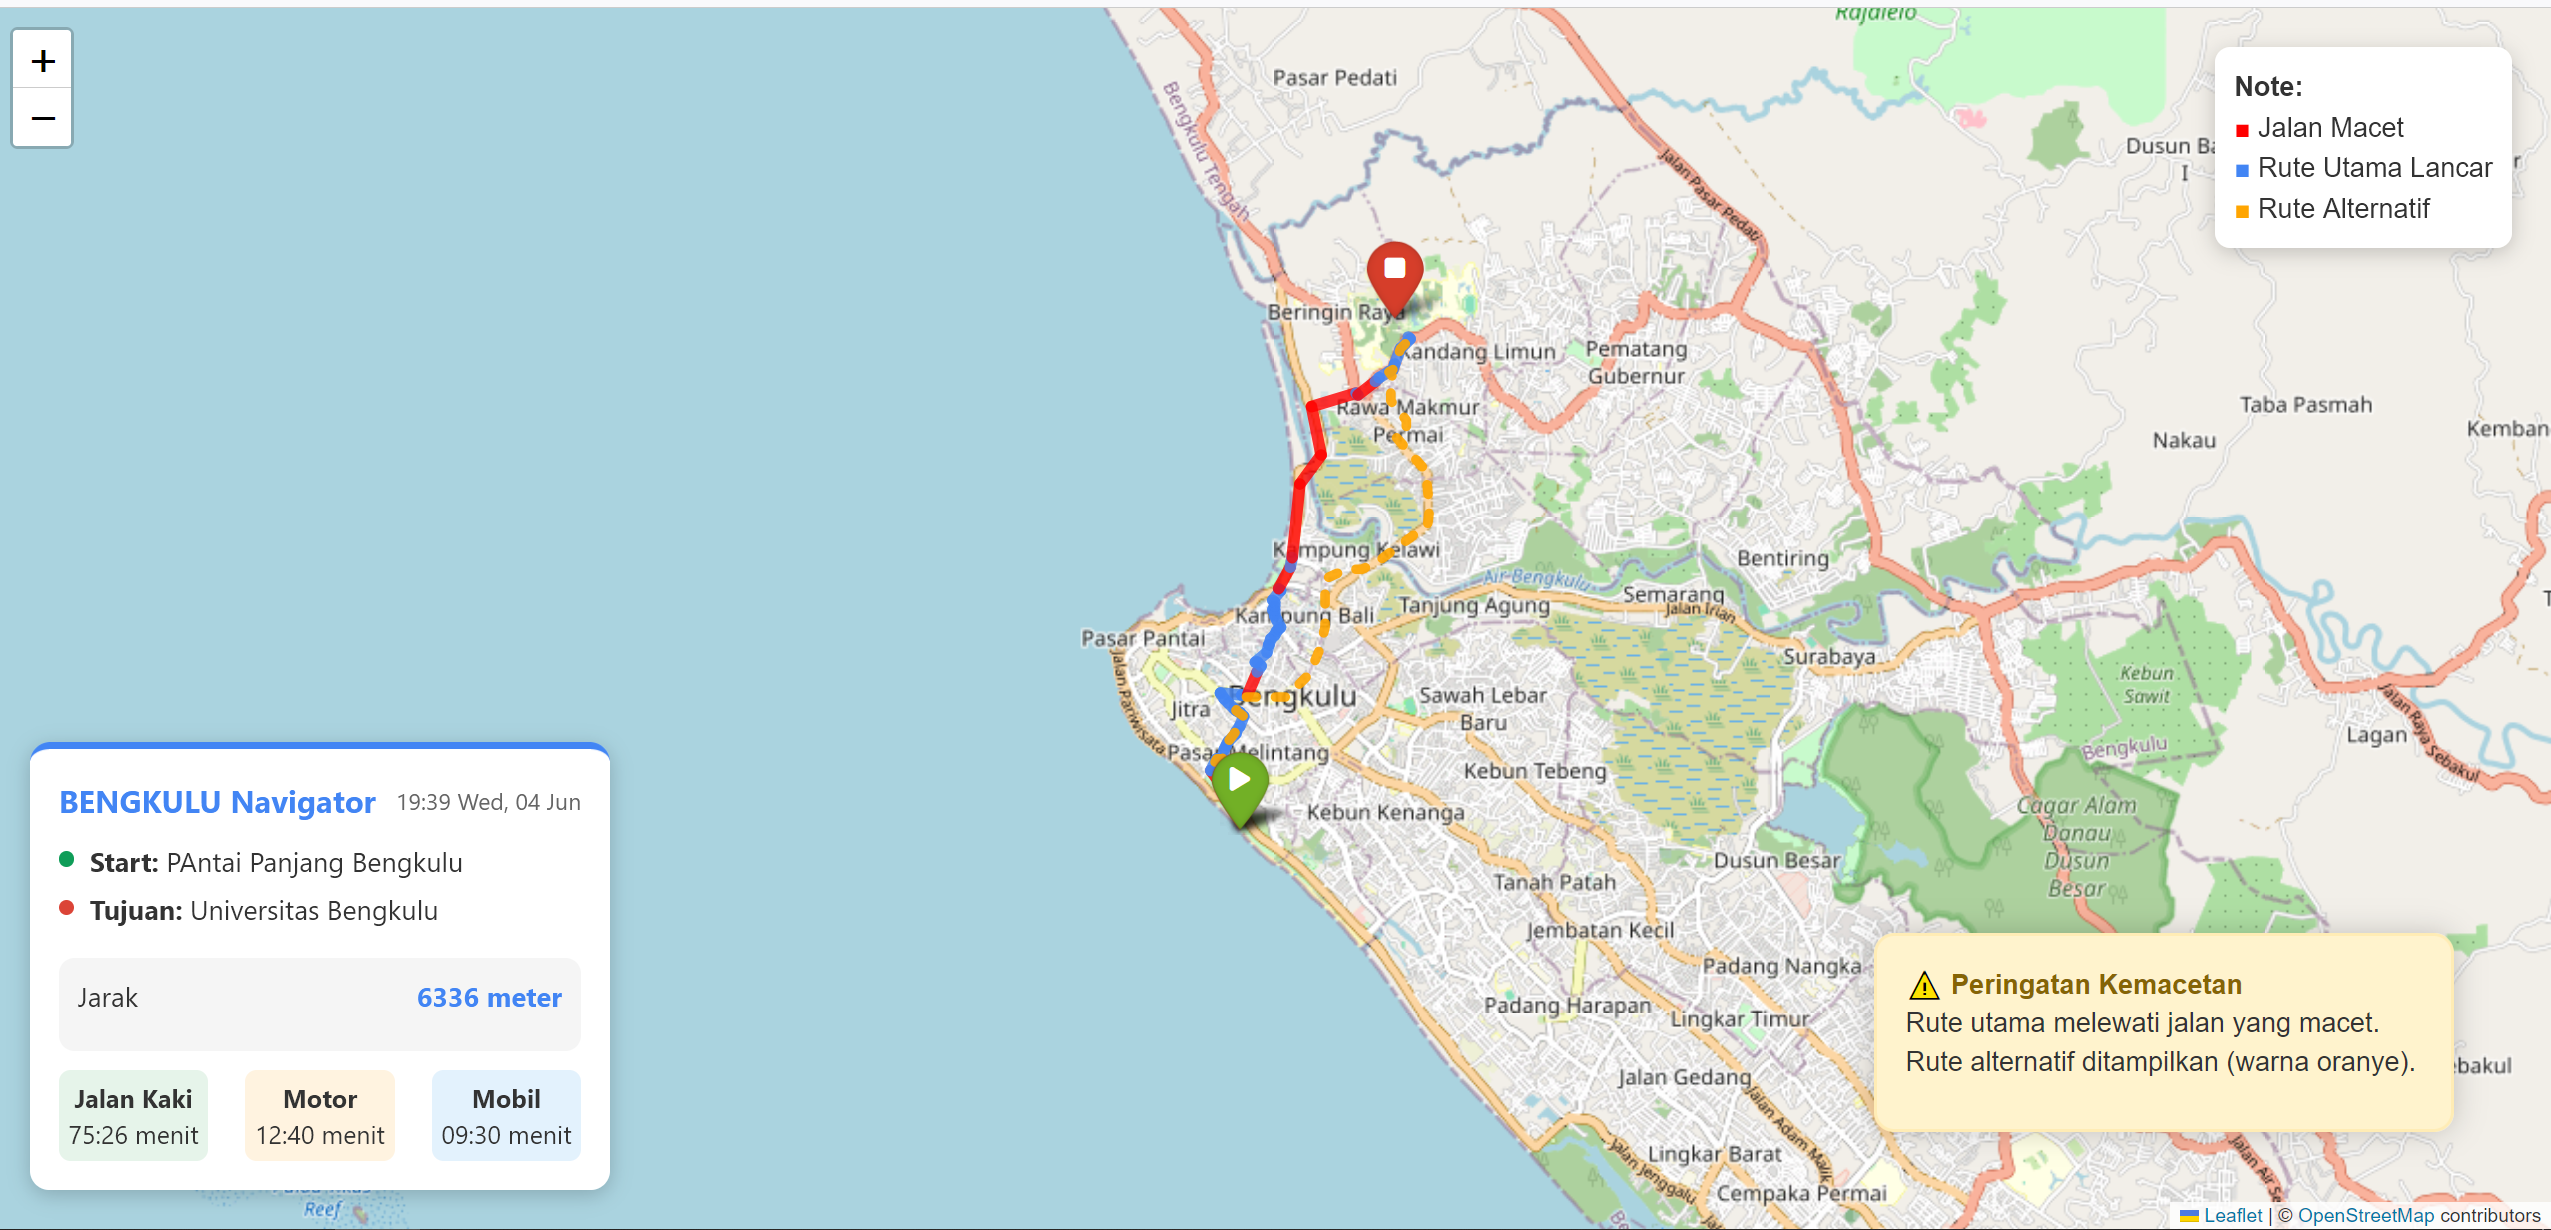 +
−
Rajalelo
Pasar Pedati
Bengkulu Tengah
Jalan Pasar Pedati
Dusun Ba
I
r
Note:
Jalan Macet
Rute Utama Lancar
Rute Alternatif
Beringin Raya
Kandang Limun
Pematang
Gubernur
Rawa Makmur
Permai
Taba Pasmah
Nakau
Kemban
Kampung Kelawi
Bentiring
Air Bengkulu
Kampung Bali
Tanjung Agung
Semarang
Jalan Irian
Pasar Pantai
Surabaya
Jalan Pariwisata
Jitra
Bengkulu
Sawah Lebar
Baru
Kebun
Sawit
Bengkulu
Lagan
Jalan Raya Sebakul
Pasar Melintang
Kebun Tebeng
Kebun Kenanga
Cagar Alam
Danau
Dusun
Besar
Dusun Besar
Tanah Patah
Jembatan Kecil
Padang Nangka
Padang Harapan
Lingkar Timur
Jalan Gedang
Jalan Adam Malik
ebakul
Lingkar Barat
Jalan Jenggalu
Cempaka Permai
Jalan Air Se
Reef
BENGKULU Navigator 19:39 Wed, 04 Jun
Start: PAntai Panjang Bengkulu
Tujuan: Universitas Bengkulu
Jarak 6336 meter
Jalan Kaki Motor Mobil
75:26 menit 12:40 menit 09:30 menit
⚠ Peringatan Kemacetan
Rute utama melewati jalan yang macet.
Rute alternatif ditampilkan (warna oranye).
Leaflet | © OpenStreetMap contributors